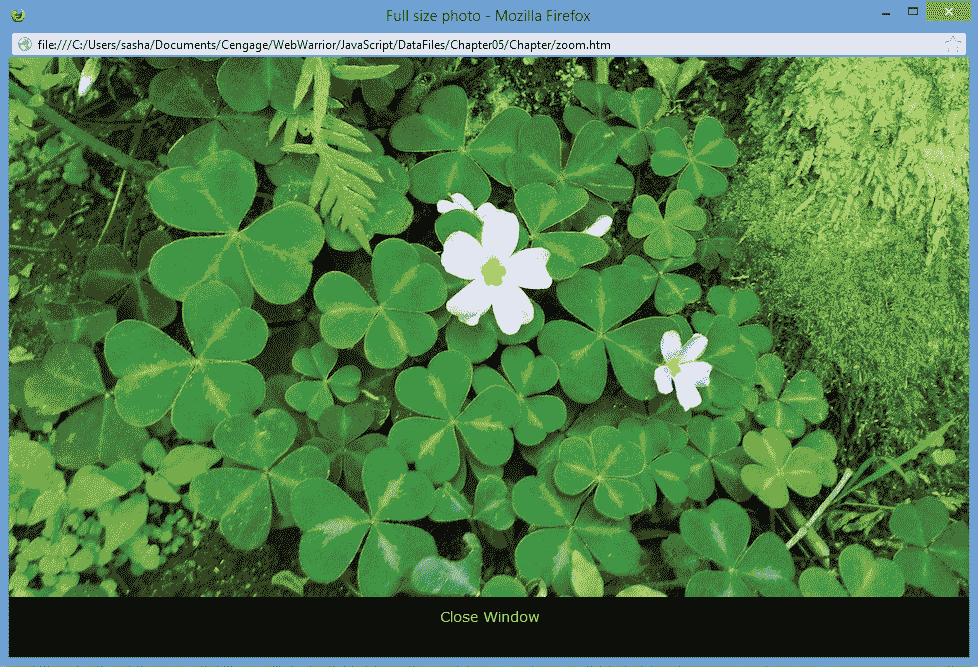 Full size photo - Mozilla Firefox
file:///C:/Users/sasha/Documents/Cengage/WebWarrior/JavaScript/DataFiles/Chapter05/Chapter/zoom.htm
Close Window